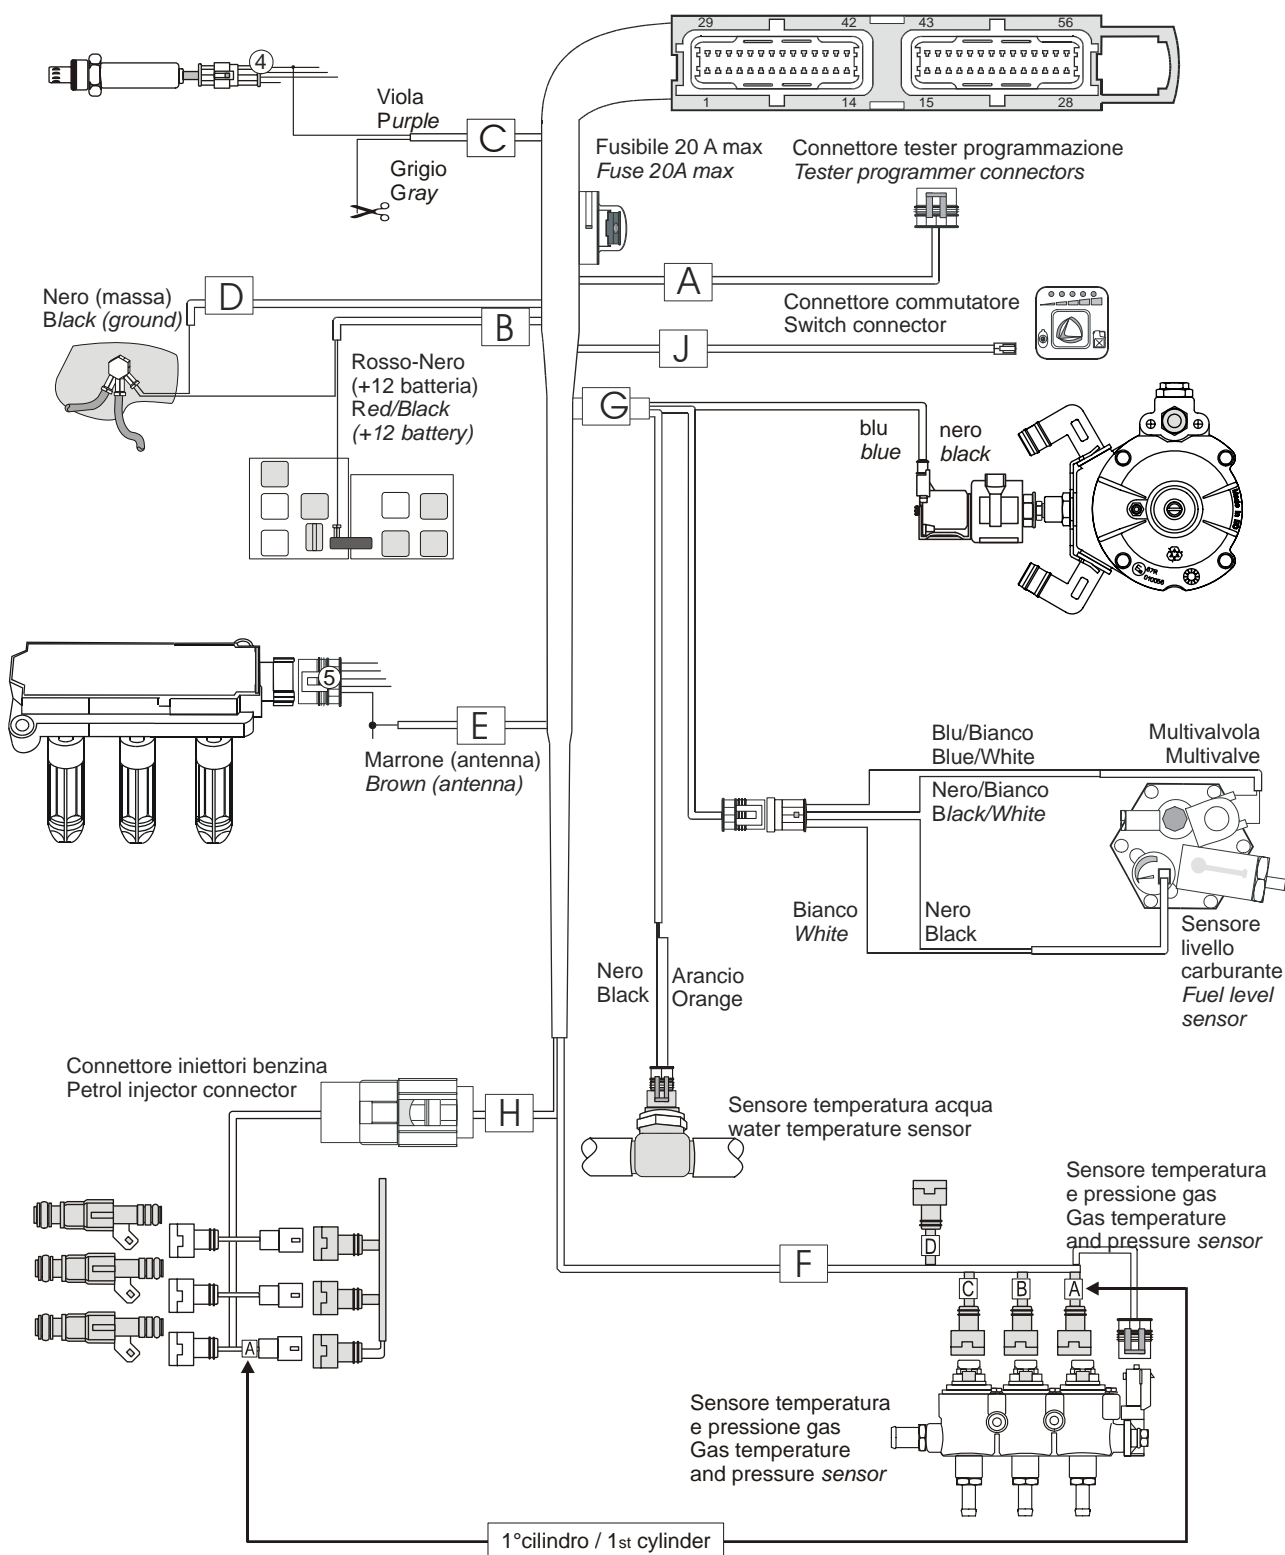 29
42
43
56
1
14
15
28
4
Viola
Purple
C
Grigio
Gray
Fusibile 20 A max
Fuse 20A max
Connettore tester programmazione
Tester programmer connectors
A
Nero (massa)
Black (ground)
D
B
Rosso-Nero
(+12 batteria)
Red/Black
(+12 battery)
Connettore commutatore
Switch connector
J
G
blu
blue
nero
black
Made in EC
67R
010056
5
E
Marrone (antenna)
Brown (antenna)
Blu/Bianco
Blue/White
Multivalvola
Multivalve
Nero/Bianco
Black/White
Bianco
White
Nero
Black
Sensore
livello
carburante
Fuel level
sensor
Nero
Black
Arancio
Orange
Connettore iniettori benzina
Petrol injector connector
H
Sensore temperatura acqua
water temperature sensor
Sensore temperatura
e pressione gas
Gas temperature
and pressure sensor
D
F
C
B
A
A
Sensore temperatura
e pressione gas
Gas temperature
and pressure sensor
1°cilindro / 1st cylinder